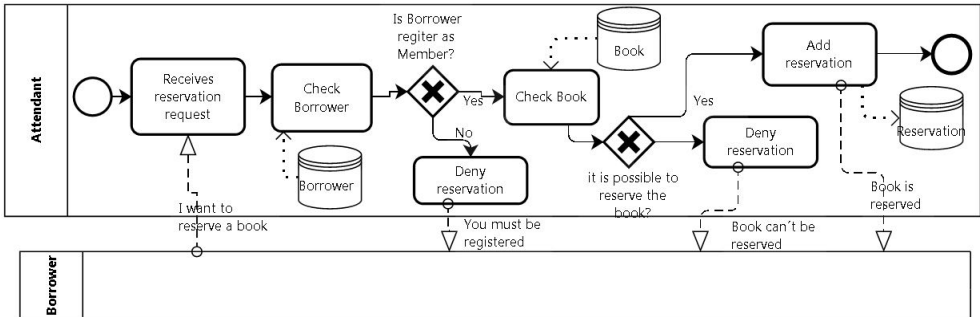 Attendant
Receives
reservation
request
Check
Borrower
Borrower
Is Borrower
regiter as
Member?
Yes
No
Deny
reservation
Check Book
Book
it is possible to
reserve the
book?
Yes
Deny
reservation
Add
reservation
Reservation
I want to
reserve a book
You must be
registered
Book can´t be
reserved
Book is
reserved
Borrower